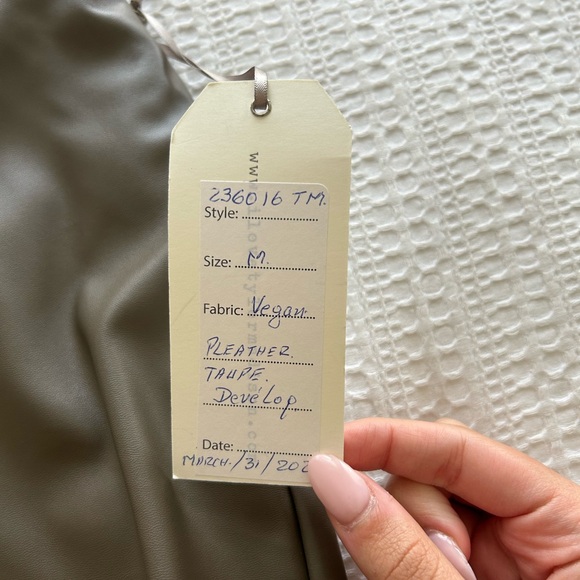 236016 TM.
Style:
Size: M.
Fabric: Vegan
PLEATHER.
TAUPE.
Develop
Date:
MARCH./31/202